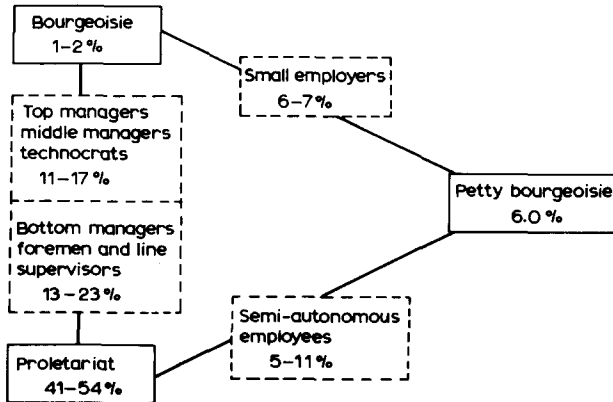 Bourgeoisie
1–2%
Small employers
6–7%
Top managers
middle managers
technocrats
11–17%
Petty bourgeoisie
6.0%
Bottom managers
foremen and line
supervisors
13–23%
Semi-autonomous
employees
5–11%
Proletariat
41–54%